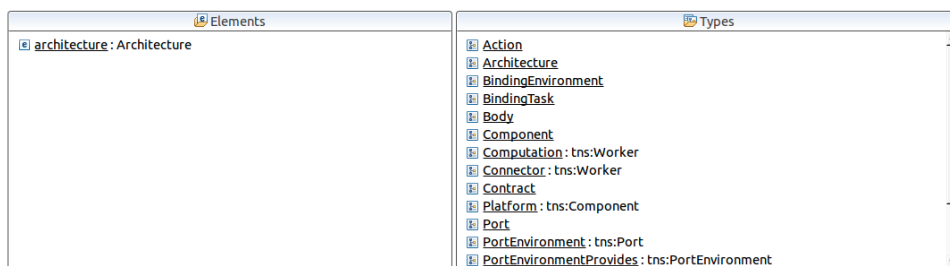 Elements
architecture : Architecture
Types
Action
Architecture
BindingEnvironment
BindingTask
Body
Component
Computation : tns:Worker
Connector : tns:Worker
Contract
Platform : tns:Component
Port
PortEnvironment : tns:Port
PortEnvironmentProvides : tns:PortEnvironment